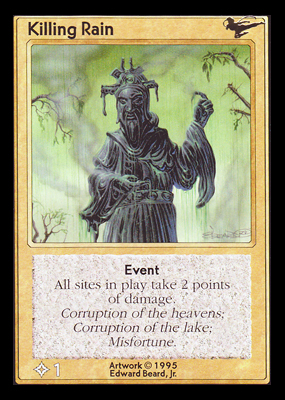 Killing Rain
Event
All sites in play take 2 points
of damage.
Corruption of the heavens;
Corruption of the lake;
Misfortune.
1
Artwork © 1995
Edward Beard, Jr.